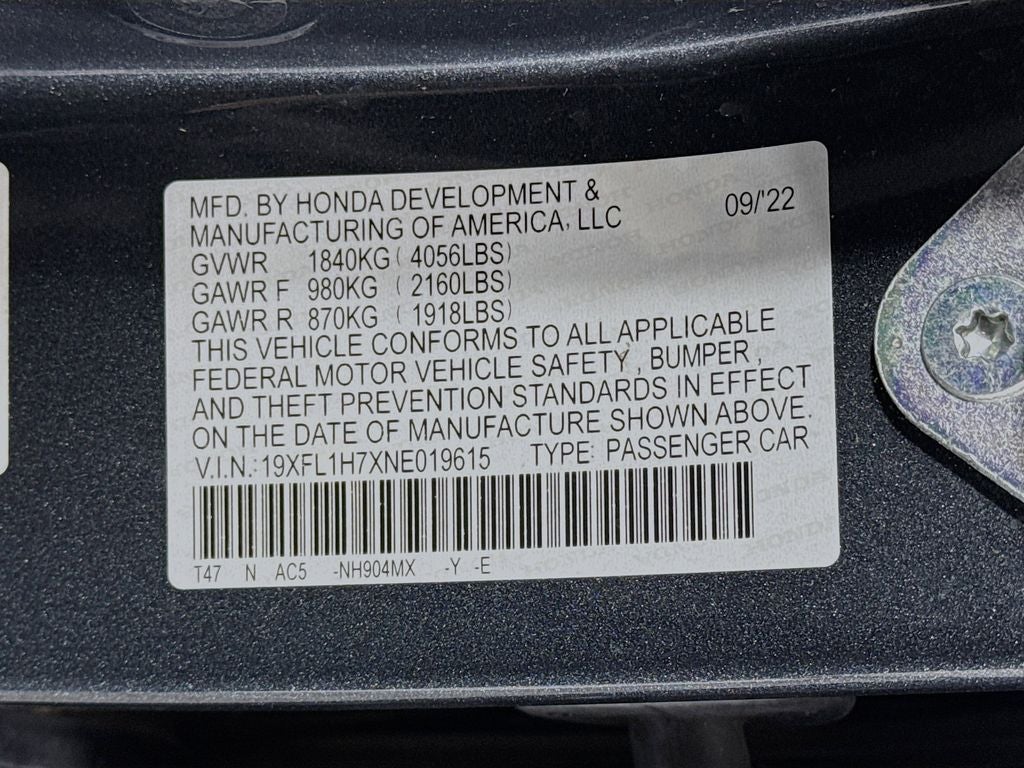 MFD. BY HONDA DEVELOPMENT & 
MANUFACTURING OF AMERICA, LLC 09/'22
GVWR 1840KG ( 4056LBS)
GAWR F 980KG ( 2160LBS)
GAWR R 870KG ( 1918LBS)
THIS VEHICLE CONFORMS TO ALL APPLICABLE
FEDERAL MOTOR VEHICLE SAFETY , BUMPER ,
AND THEFT PREVENTION STANDARDS IN EFFECT
ON THE DATE OF MANUFACTURE SHOWN ABOVE.
V.I.N.:19XFL1H7XNE019615 TYPE: PASSENGER CAR
T47 N AC5 -NH904MX -Y -E